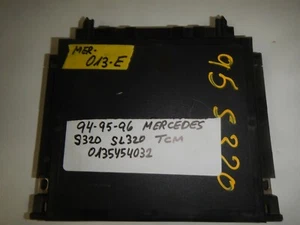 MER-
013-E
95 S320
94-95-96 MERCEDES
S320 SL320 TCM
0135454032